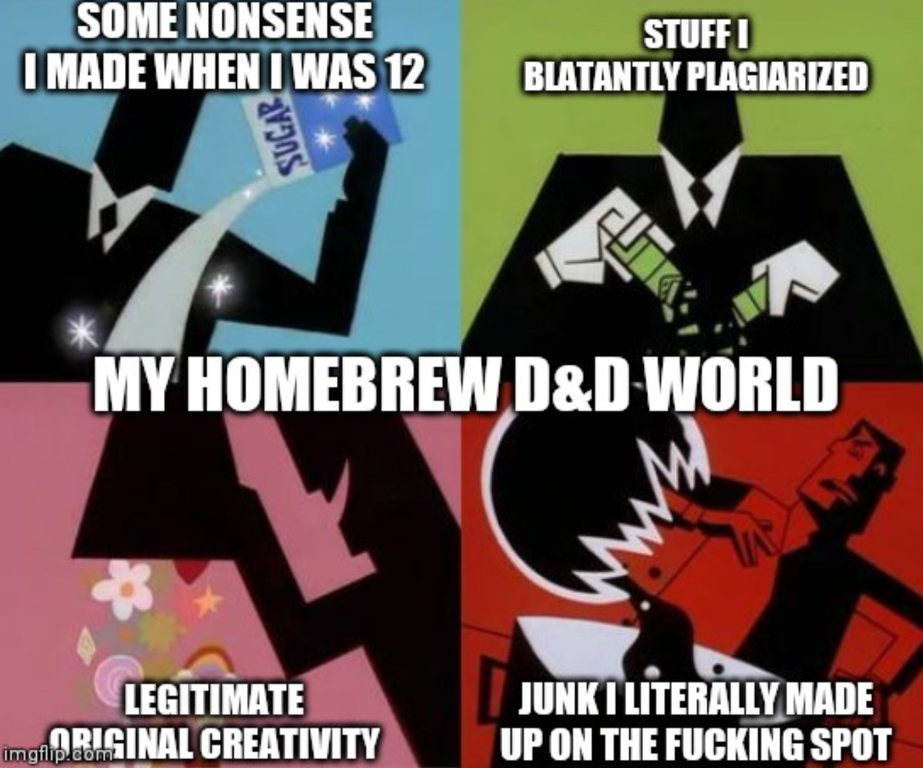 SOME NONSENSE
I MADE WHEN I WAS 12
STUFF I
BLATANTLY PLAGIARIZED
SUGAR
MY HOMEBREW D&D WORLD
LEGITIMATE
ORIGINAL CREATIVITY
JUNK I LITERALLY MADE
UP ON THE FUCKING SPOT
imgflip.com